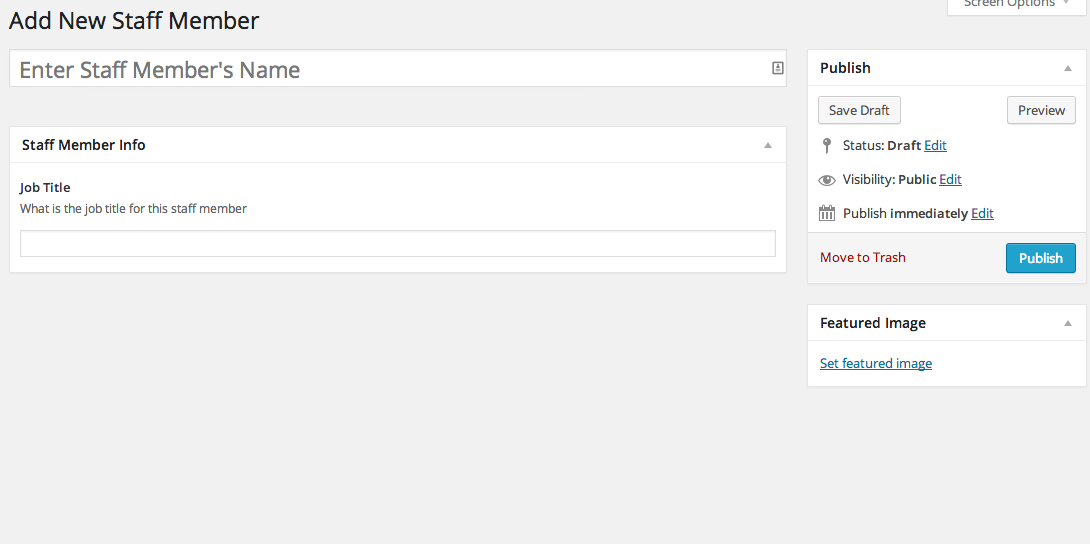 Screen Options
Add New Staff Member
Enter Staff Member's Name
Staff Member Info
Job Title
What is the job title for this staff member
Publish
Save Draft
Preview
Status: Draft Edit
Visibility: Public Edit
Publish immediately Edit
Move to Trash
Publish
Featured Image
Set featured image